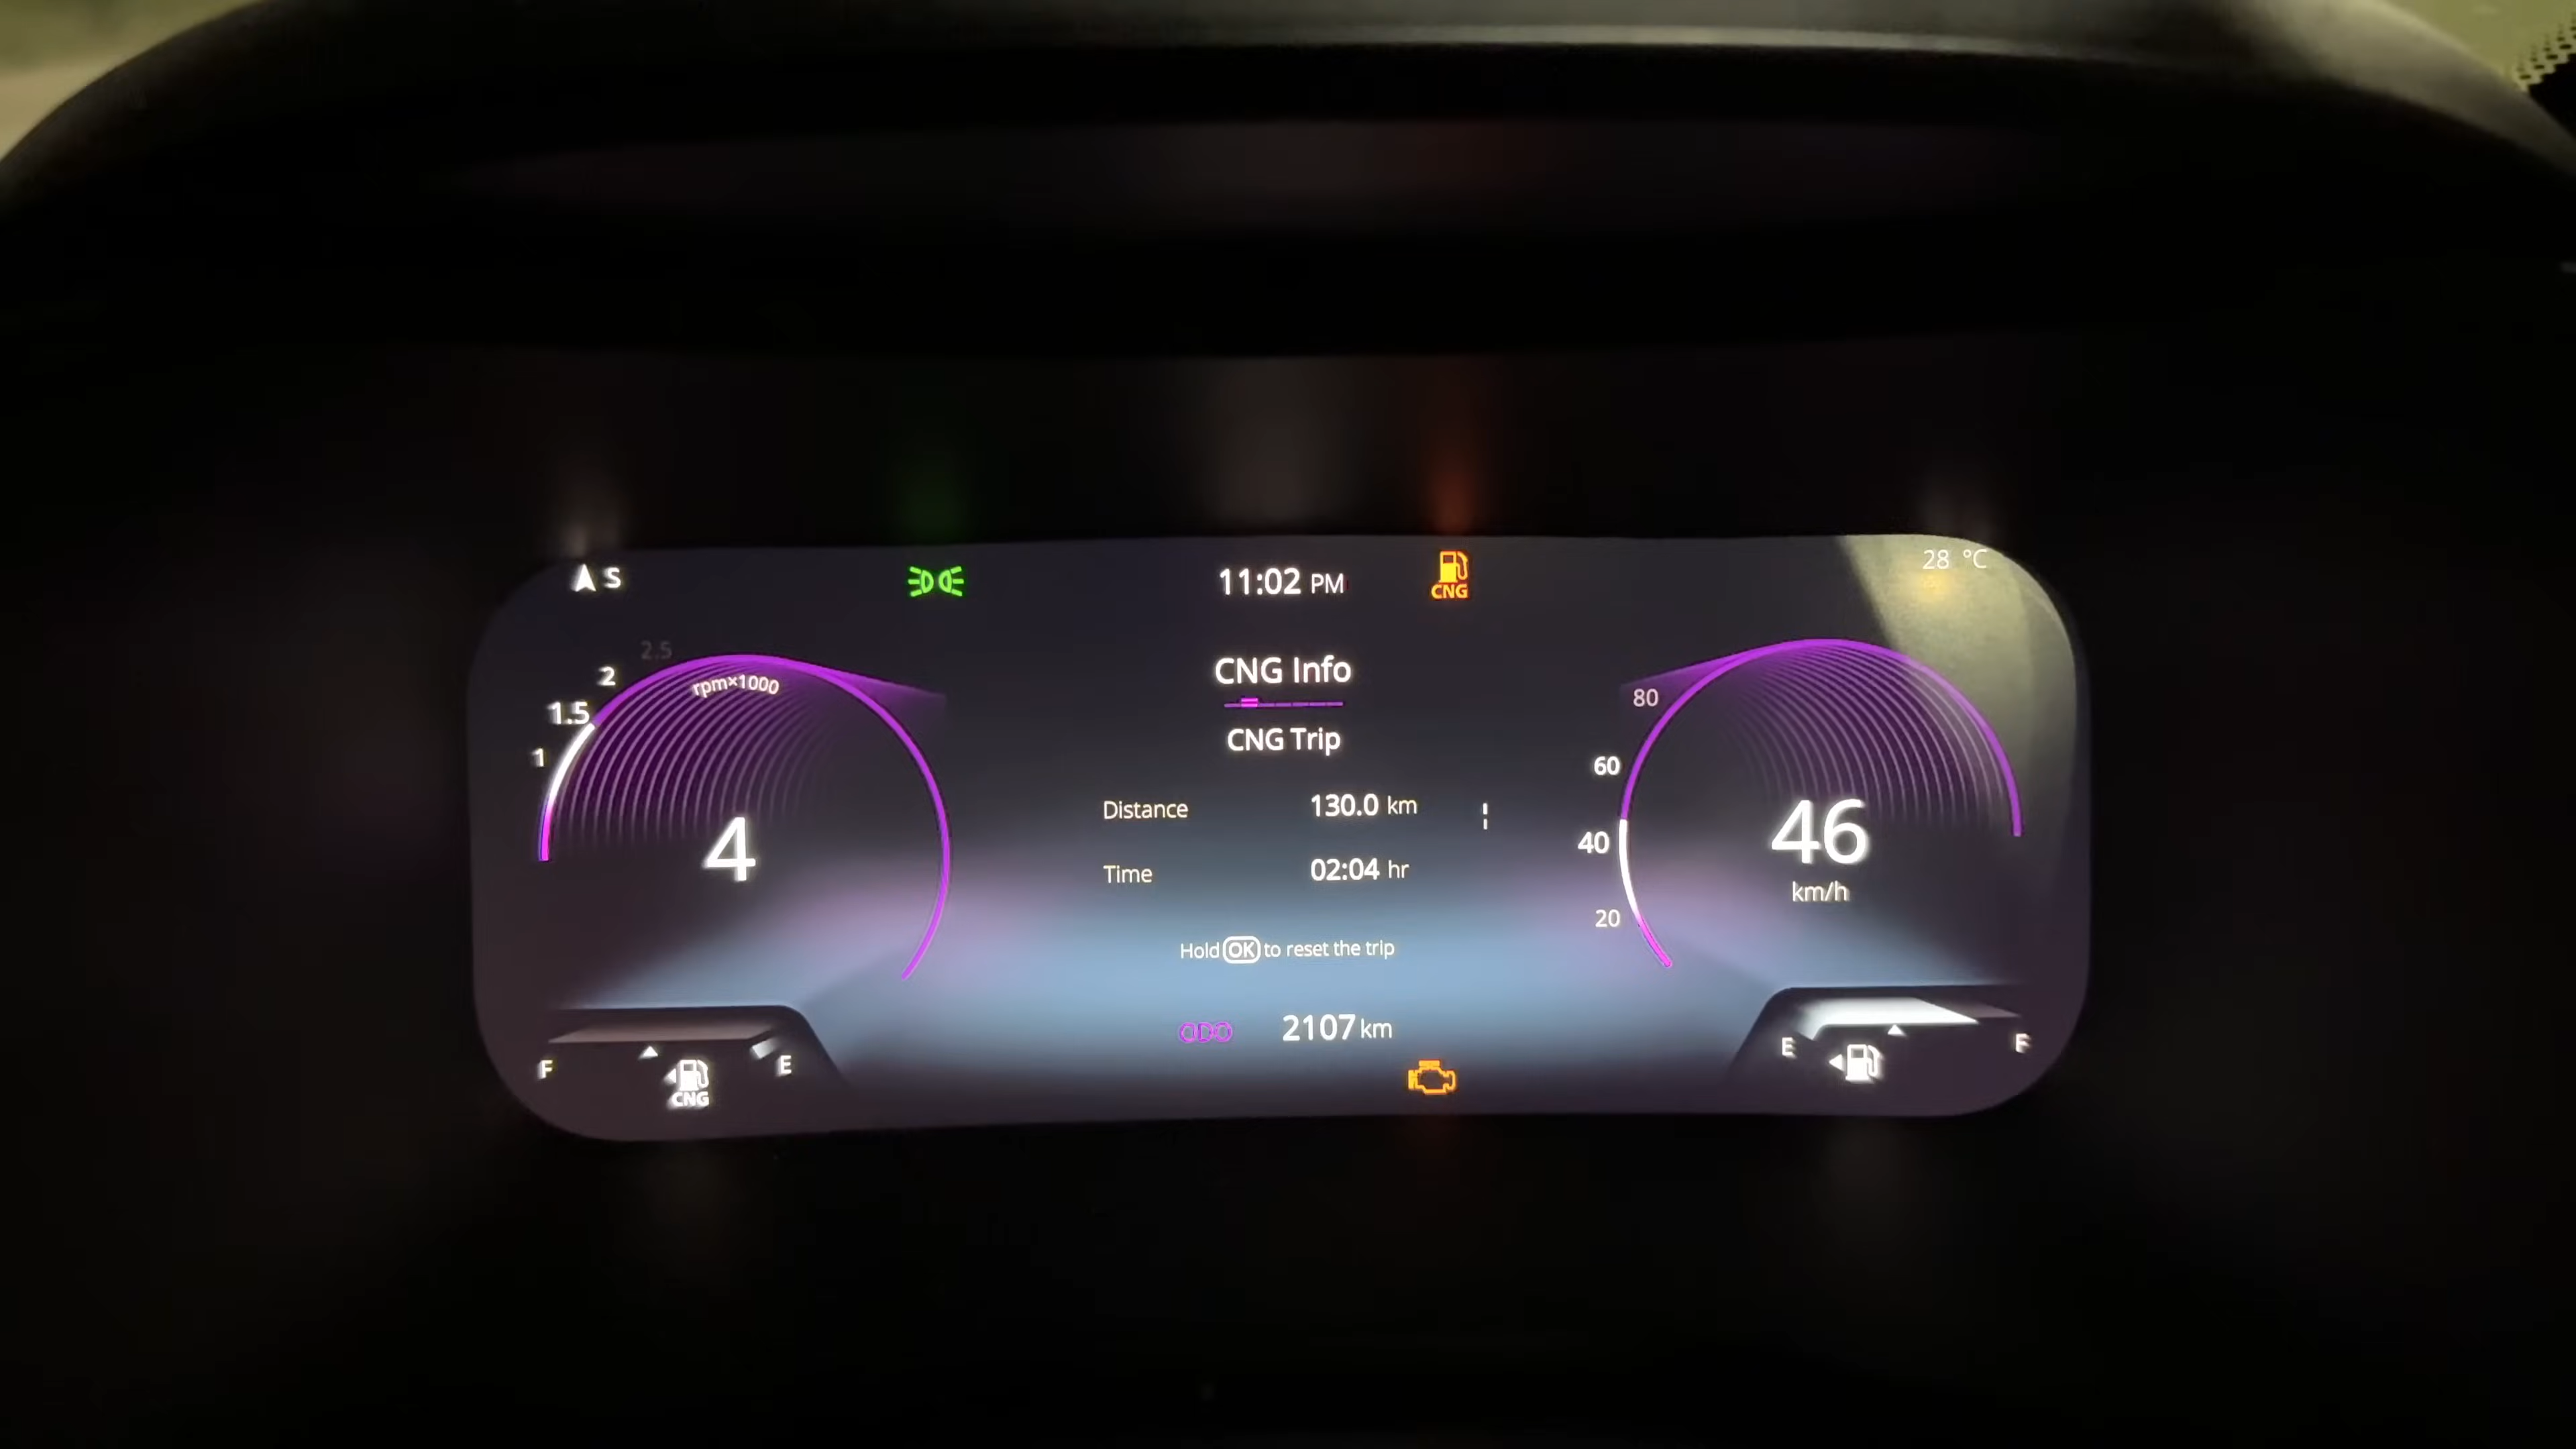 S
11:02 PM
CNG
28 °C
2.5
2
1.5
1
rpm×1000
4
CNG Info
CNG Trip
Distance 130.0 km
Time 02:04 hr
Hold OK to reset the trip
ODO 2107 km
80
60
40
20
46
km/h
F E
CNG
E F